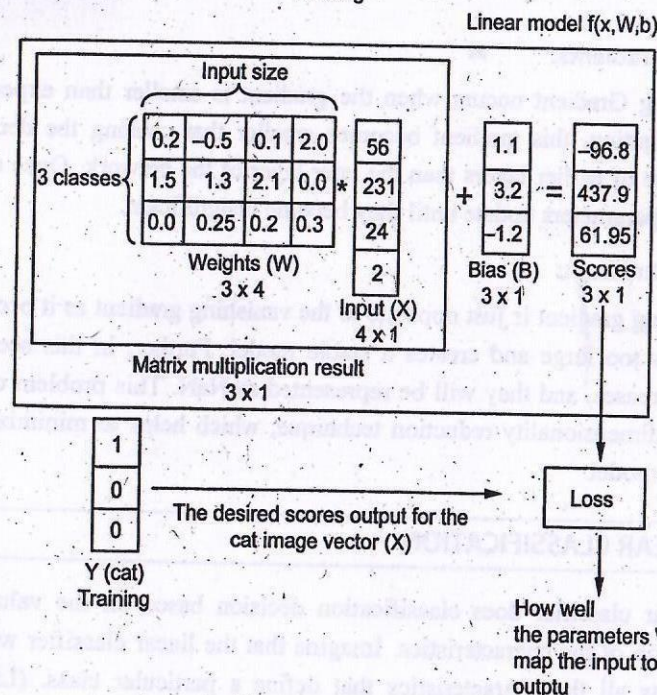 Linear model f(x,W,b)
Input size
0.2 –0.5 0.1 2.0
1.5 –1.3 2.1 0.0
0.0 0.25 0.2 0.3
3 classes
*
56
231
24
2
+
1.1
3.2
–1.2
=
-96.8
437.9
61.95
Weights (W)
3 x 4
Input (X)
4 x 1
Bias (B)
3 x 1
Scores
3 x 1
Matrix multiplication result
3 x 1
1
0
0
Y (cat)
Training
The desired scores output for the
cat image vector (X)
Loss
How well
the parameters
map the input to
outptu